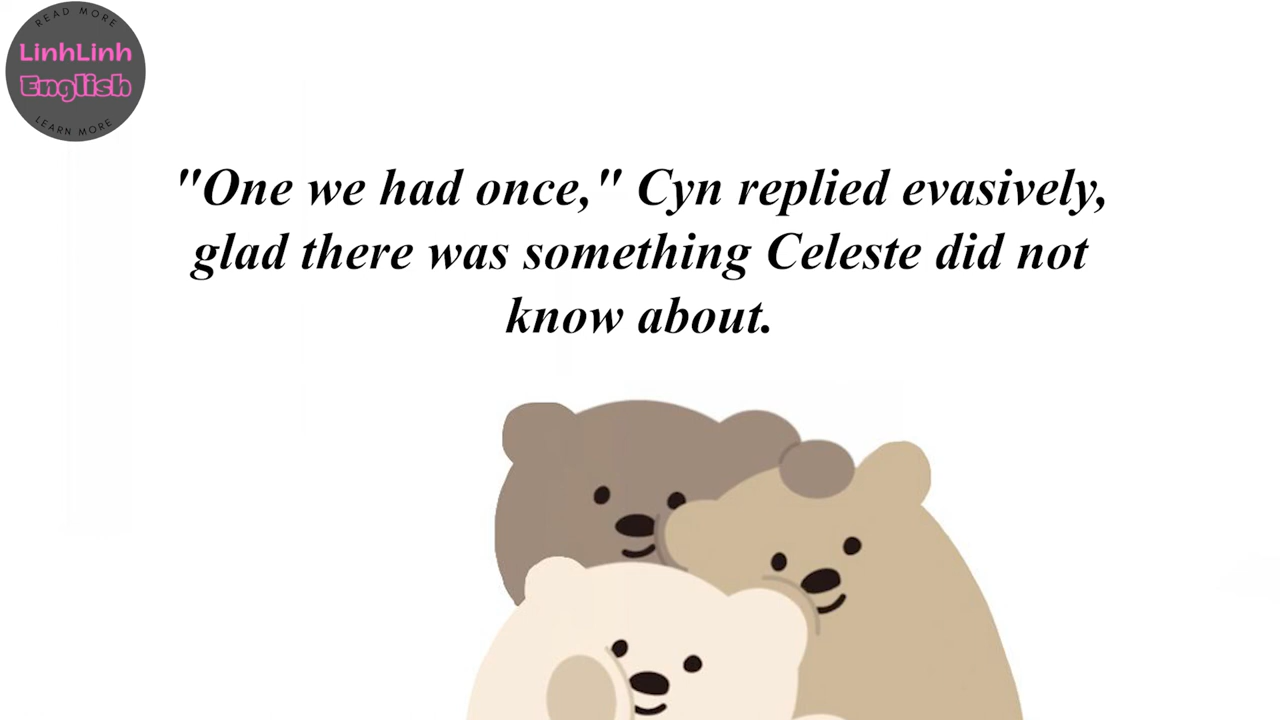 READ MORE
LinhLinh
English
LEARN MORE
"One we had once," Cyn replied evasively,
glad there was something Celeste did not
know about.